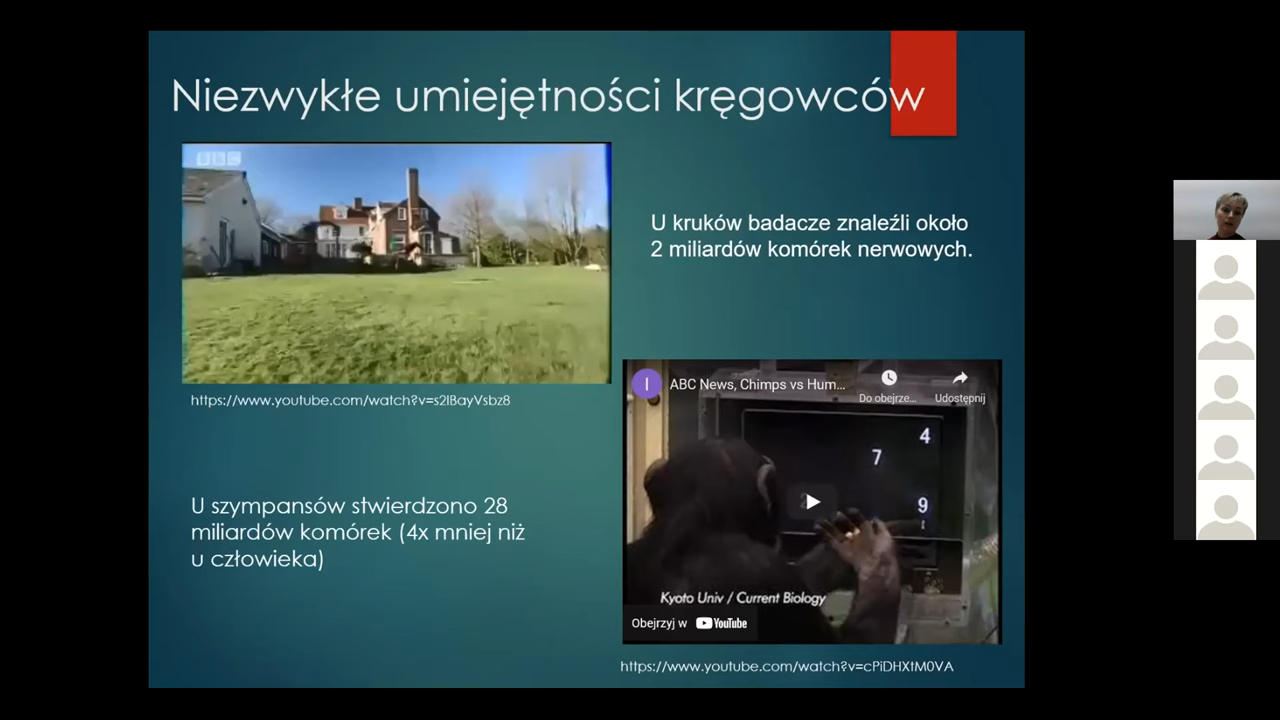 Niezwykłe umiejętności kręgowców
BBC
U kruków badacze znaleźli około
2 miliardów komórek nerwowych.
https://www.youtube.com/watch?v=s2IBayVsbz8
I
ABC News, Chimps vs Hum...
Do obejrze...
Udostępnij
4
7
9
U szympansów stwierdzono 28
miliardów komórek (4x mniej niż
u człowieka)
Kyoto Univ / Current Biology
Obejrzyj w YouTube
https://www.youtube.com/watch?v=cPiDHXtM0VA